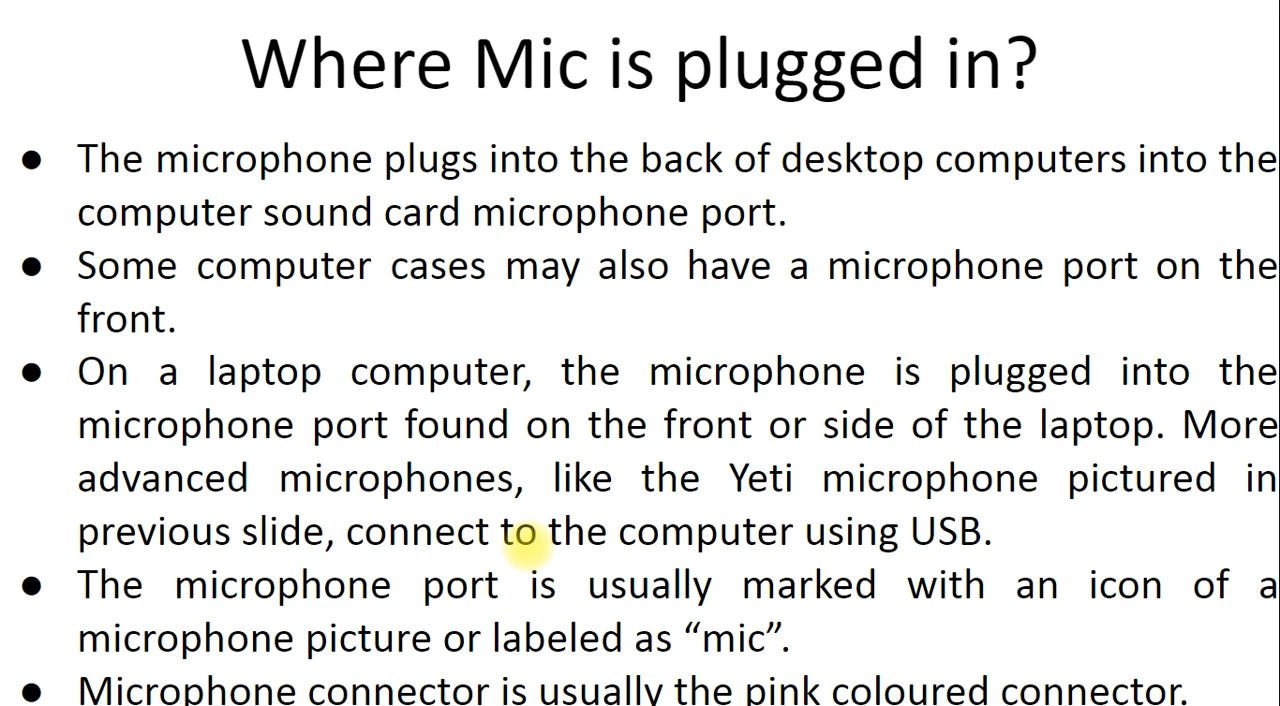 Where Mic is plugged in?
● The microphone plugs into the back of desktop computers into the
computer sound card microphone port.
● Some computer cases may also have a microphone port on the
front.
● On a laptop computer, the microphone is plugged into the
microphone port found on the front or side of the laptop. More
advanced microphones, like the Yeti microphone pictured in
previous slide, connect to the computer using USB.
● The microphone port is usually marked with an icon of a
microphone picture or labeled as “mic”.
● Microphone connector is usually the pink coloured connector.